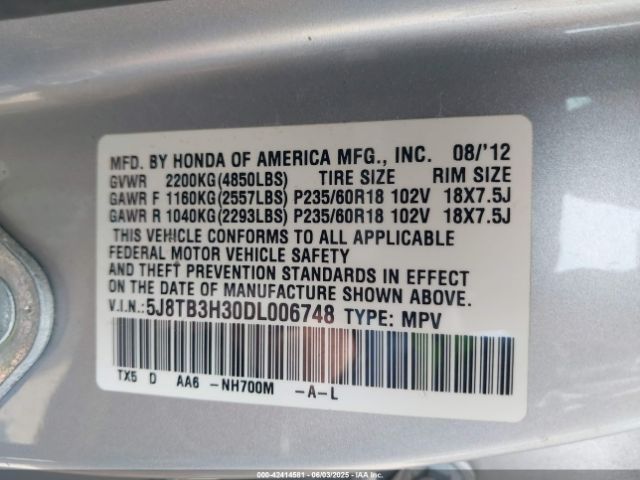 MFD. BY HONDA OF AMERICA MFG., INC. 08/'12
GVWR 2200KG(4850LBS) TIRE SIZE RIM SIZE
GAWR F 1160KG(2557LBS) P235/60R18 102V 18X7.5J
GAWR R 1040KG(2293LBS) P235/60R18 102V 18X7.5J
THIS VEHICLE CONFORMS TO ALL APPLICABLE
FEDERAL MOTOR VEHICLE SAFETY
AND THEFT PREVENTION STANDARDS IN EFFECT
ON THE DATE OF MANUFACTURE SHOWN ABOVE.
V.I.N.:5J8TB3H30DL006748 TYPE: MPV
TX5 D AA6 -NH700M -A-L
000-42414581 - 06/03/2025 - IAA Inc.